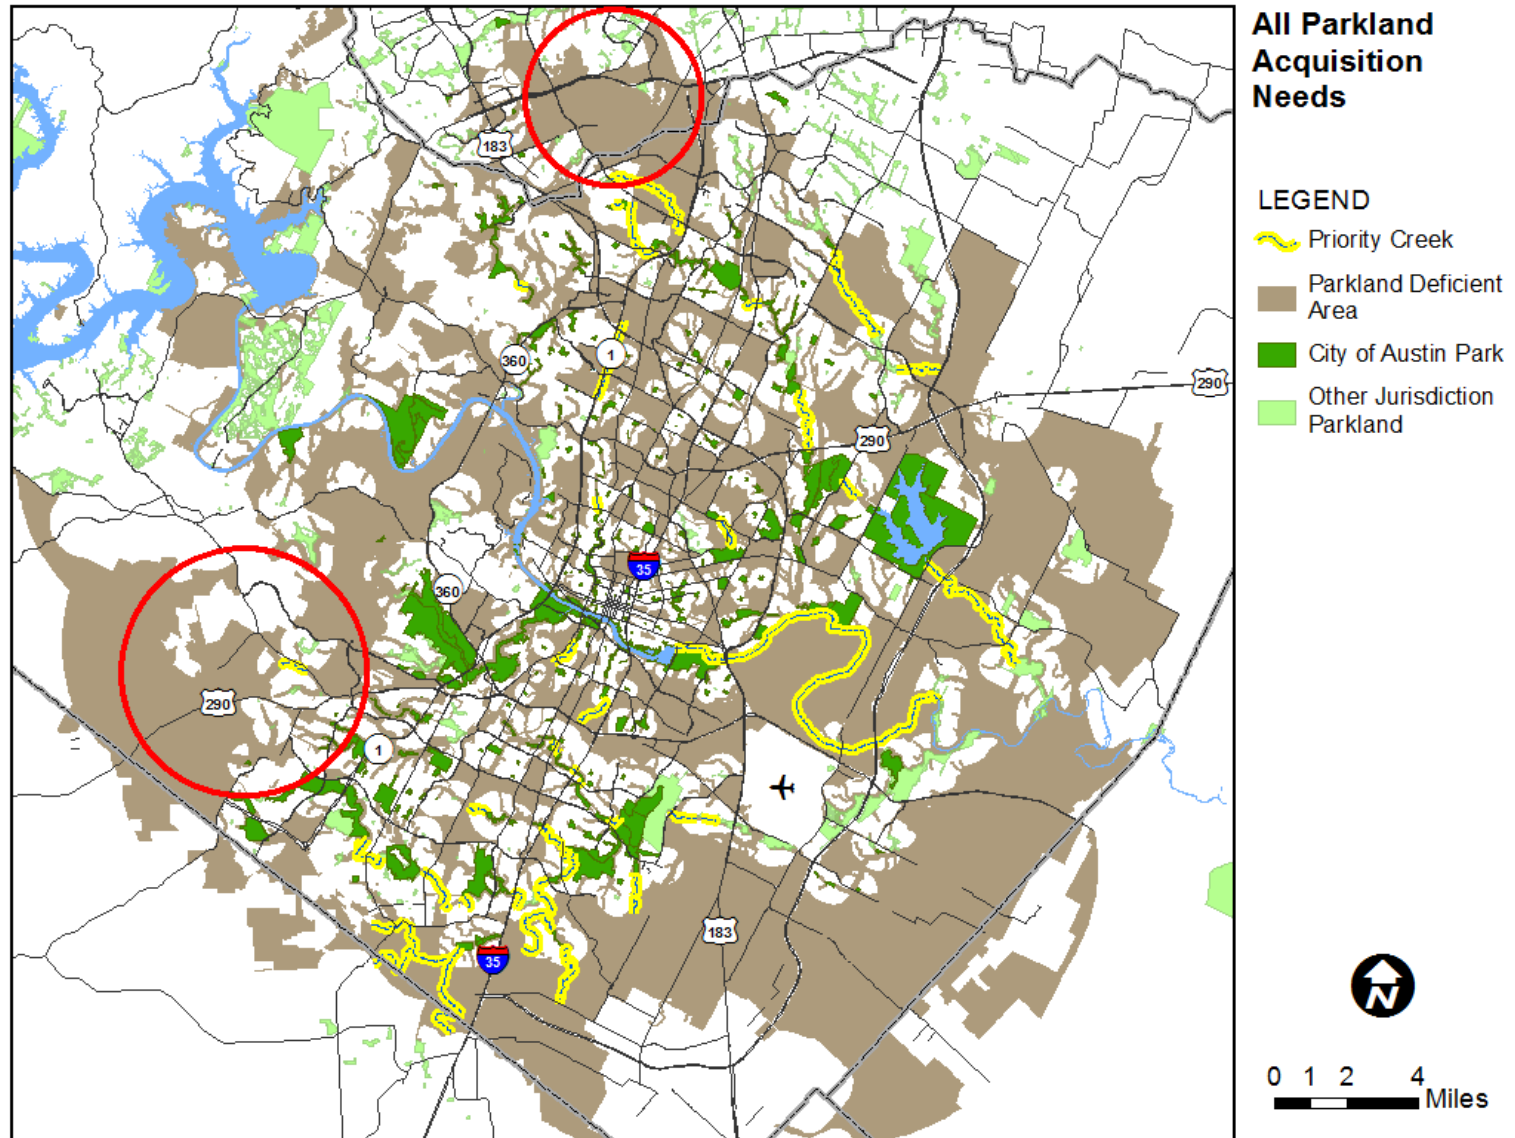 All Parkland
Acquisition
Needs
LEGEND
Priority Creek
Parkland Deficient
Area
City of Austin Park
Other Jurisdiction
Parkland
183
360
1
290
290
35
360
290
1
183
35
N
0 1 2 4
Miles